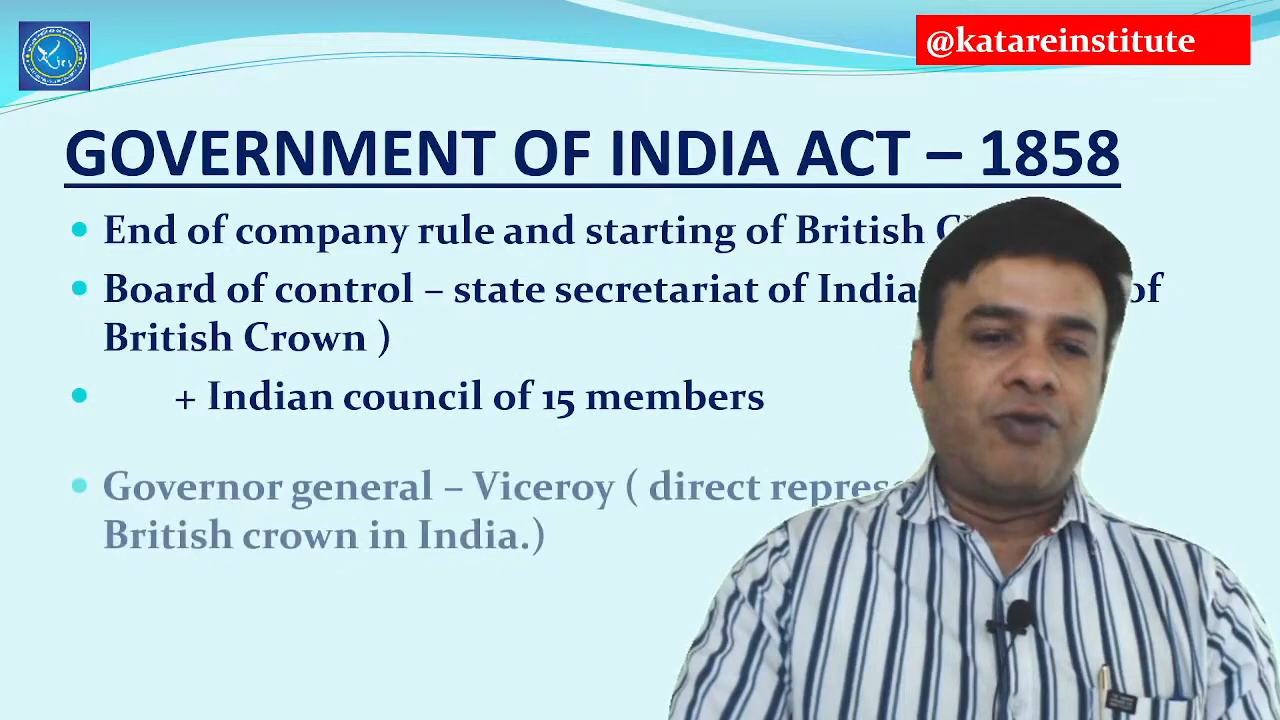 @katareinstitute
GOVERNMENT OF INDIA ACT – 1858
• End of company rule and starting of British
• Board of control – state secretariat of India of
British Crown )
• + Indian council of 15 members
• Governor general – Viceroy ( direct
British crown in India.)